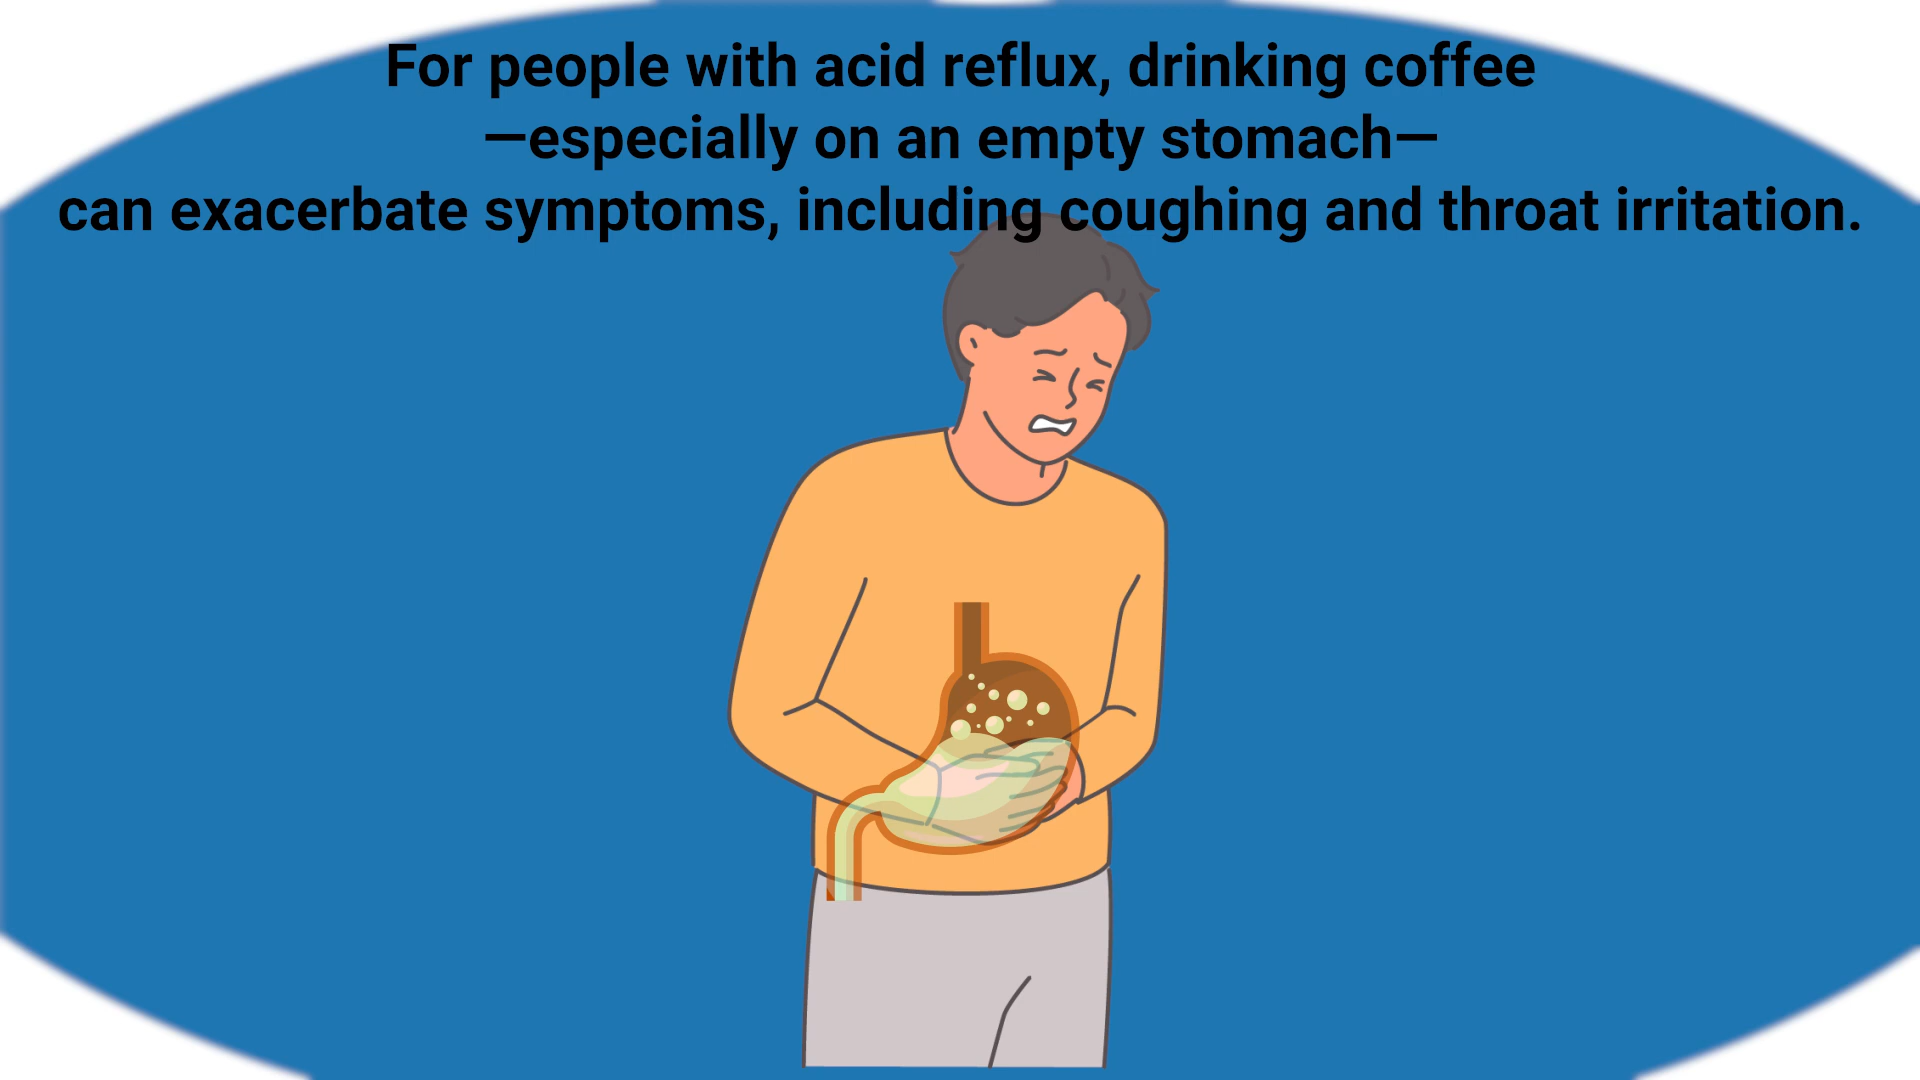 For people with acid reflux, drinking coffee
—especially on an empty stomach—
can exacerbate symptoms, including coughing and throat irritation.